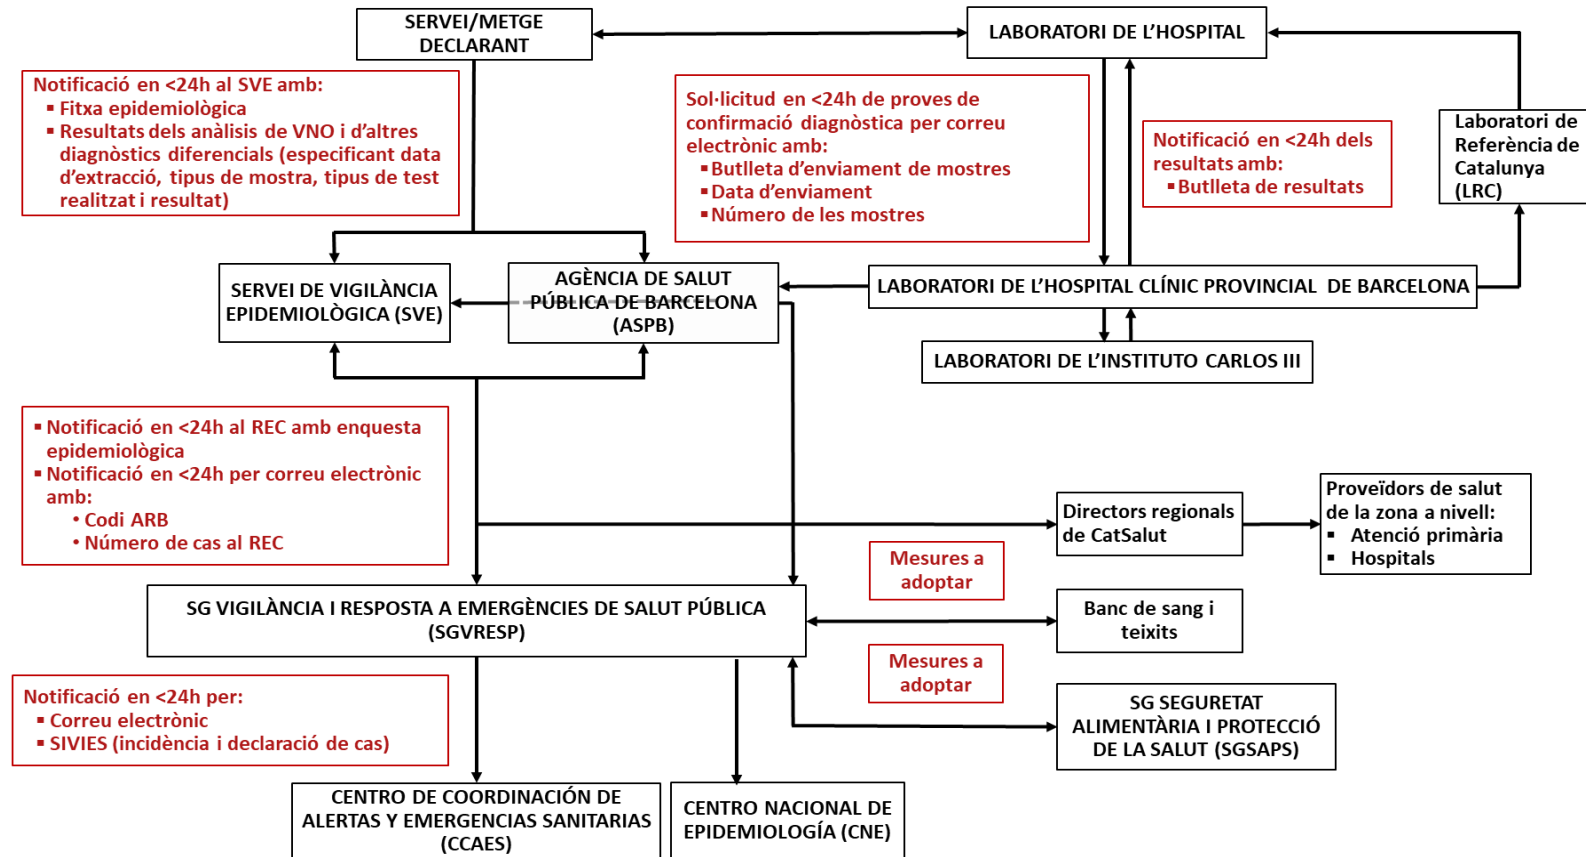 SERVEI/METGE
DECLARANT
LABORATORI DE L’HOSPITAL
Notificació en <24h al SVE amb:
▪ Fitxa epidemiològica
▪ Resultats dels anàlisis de VNO i d’altres
diagnòstics diferencials (especificant data
d’extracció, tipus de mostra, tipus de test
realitzat i resultat)
Sol·licitud en <24h de proves de
confirmació diagnòstica per correu
electrònic amb:
▪ Butlleta d’enviament de mostres
▪ Data d’enviament
▪ Número de les mostres
Notificació en <24h dels
resultats amb:
▪ Butlleta de resultats
Laboratori de
Referència de
Catalunya
(LRC)
SERVEI DE VIGILÀNCIA
EPIDEMIOLÒGICA (SVE)
AGÈNCIA DE SALUT
PÚBLICA DE BARCELONA
(ASPB)
LABORATORI DE L’HOSPITAL CLÍNIC PROVINCIAL DE BARCELONA
LABORATORI DE L’INSTITUTO CARLOS III
▪ Notificació en <24h al REC amb enquesta
epidemiològica
▪ Notificació en <24h per correu electrònic
amb:
• Codi ARB
• Número de cas al REC
Directors regionals
de CatSalut
Proveïdors de salut
de la zona a nivell:
▪ Atenció primària
▪ Hospitals
Mesures a
adoptar
SG VIGILÀNCIA I RESPOSTA A EMERGÈNCIES DE SALUT PÚBLICA
(SGVRESP)
Banc de sang i
teixits
Mesures a
adoptar
Notificació en <24h per:
▪ Correu electrònic
▪ SIVIES (incidència i declaració de cas)
SG SEGURETAT
ALIMENTÀRIA I PROTECCIÓ
DE LA SALUT (SGSAPS)
CENTRO DE COORDINACIÓN DE
ALERTAS Y EMERGENCIAS SANITARIAS
(CCAES)
CENTRO NACIONAL DE
EPIDEMIOLOGÍA (CNE)